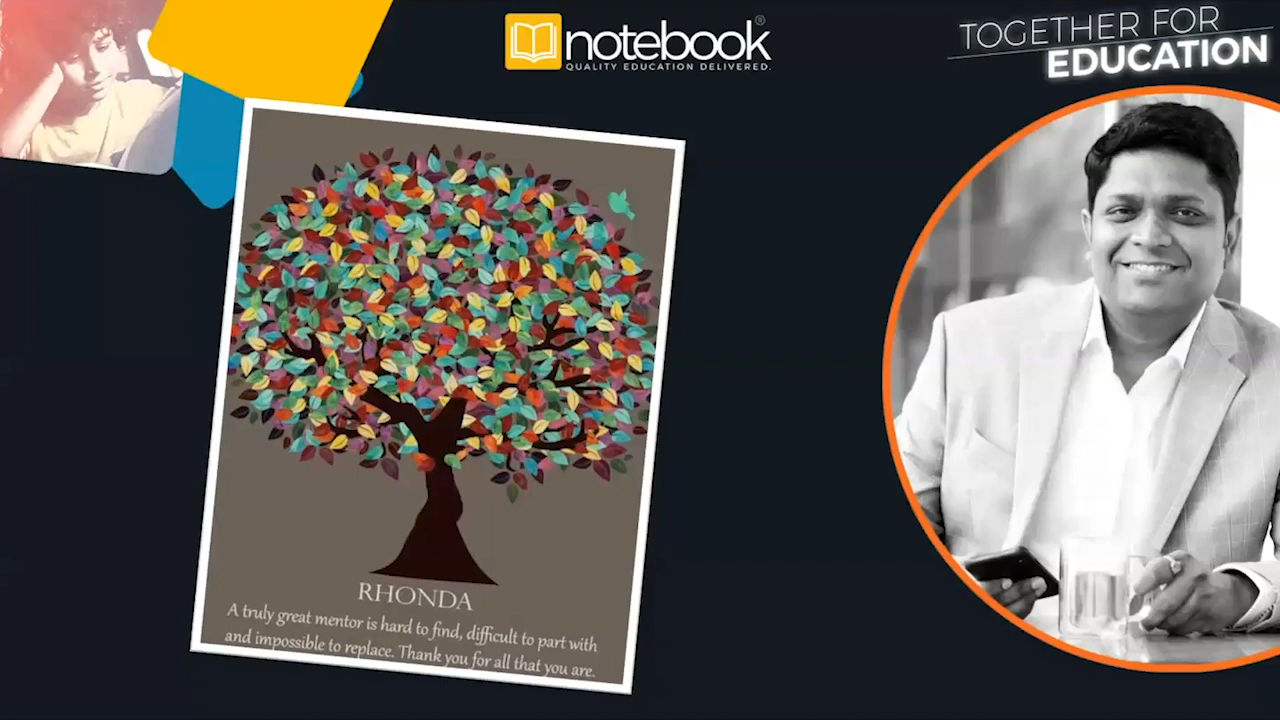 notebook®
QUALITY EDUCATION DELIVERED.
TOGETHER FOR
EDUCATION
RHONDA
A truly great mentor is hard to find, difficult to part with
and impossible to replace. Thank you for all that you are.